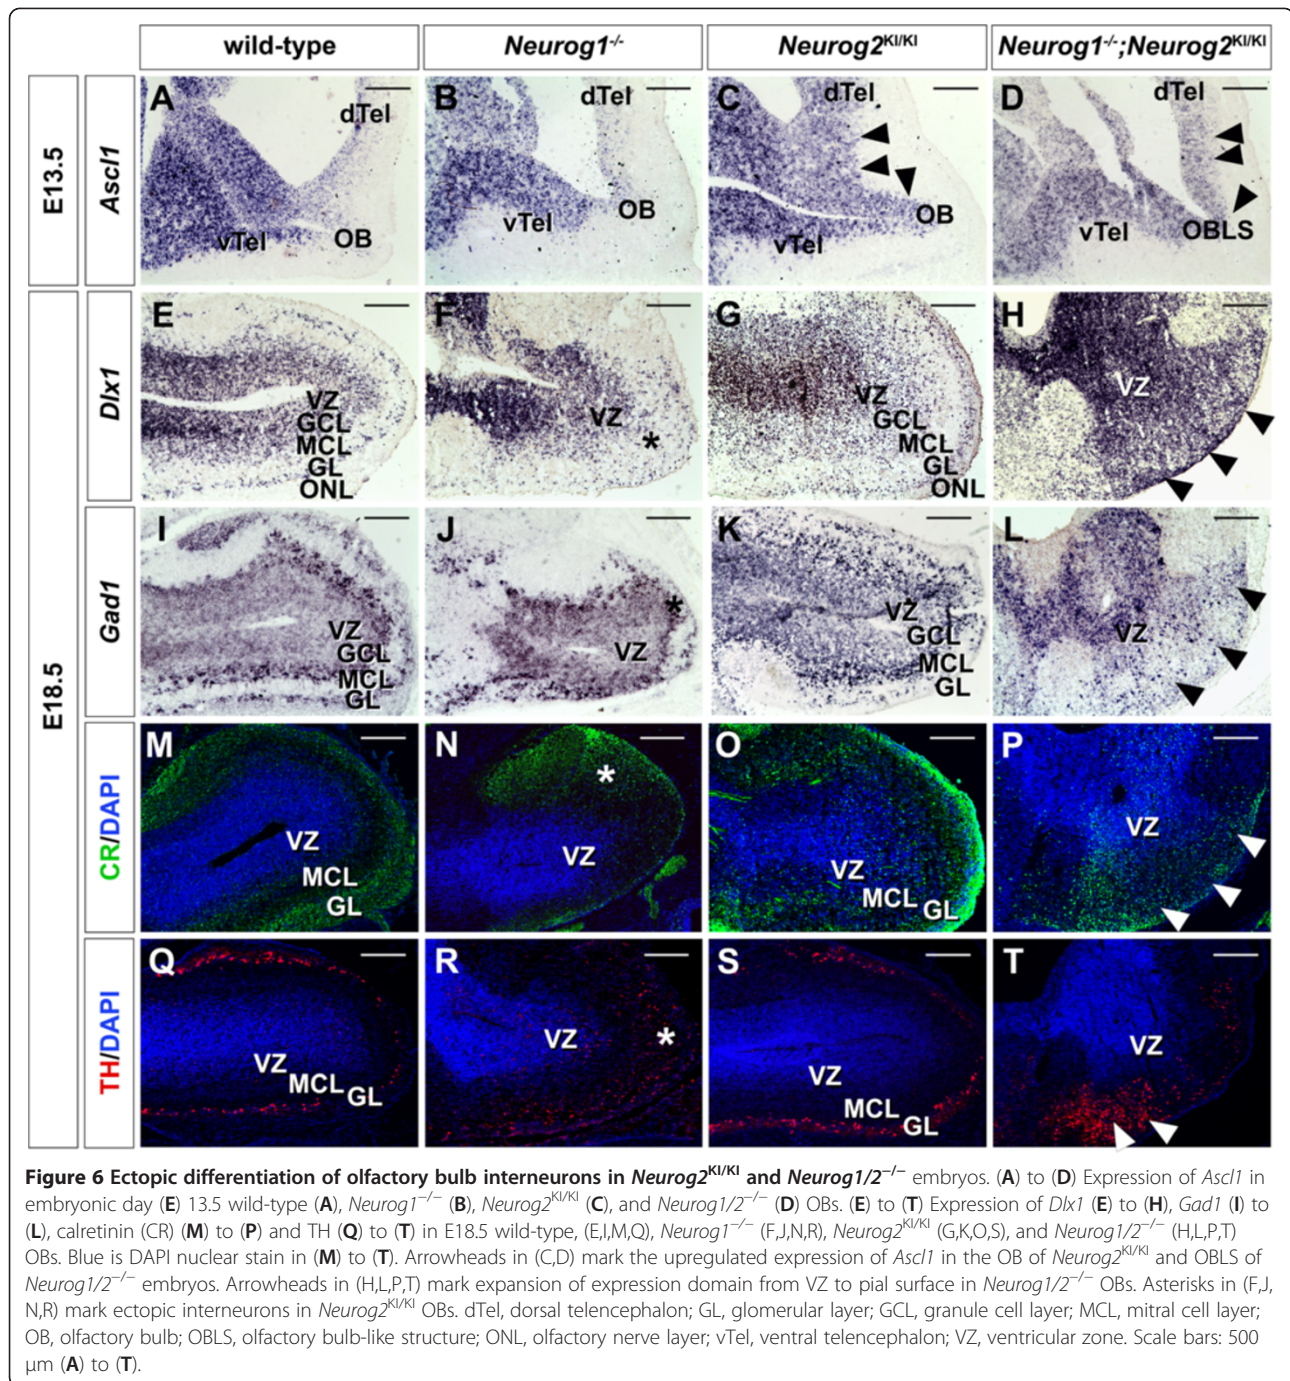 wild-type Neurog1-/- Neurog2KI/KI Neurog1-/-;Neurog2KI/KI
E13.5
Ascl1
A dTel vTel OB
B dTel vTel OB
C dTel vTel OB
D dTel vTel OBLS
E18.5
Dlx1
E VZ GCL MCL GL ONL
F VZ *
G VZ GCL MCL GL ONL
H VZ
Gad1
I VZ GCL MCL GL
J * VZ
K VZ GCL MCL GL
L VZ
CR/DAPI
M VZ MCL GL
N * VZ
O VZ MCL GL
P VZ
TH/DAPI
Q VZ MCL GL
R VZ *
S VZ MCL GL
T VZ
Figure 6 Ectopic differentiation of olfactory bulb interneurons in Neurog2KI/KI and Neurog1/2−/− embryos. (A) to (D) Expression of Ascl1 in
embryonic day (E) 13.5 wild-type (A), Neurog1−/− (B), Neurog2KI/KI (C), and Neurog1/2−/− (D) OBs. (E) to (T) Expression of Dlx1 (E) to (H), Gad1 (I) to
(L), calretinin (CR) (M) to (P) and TH (Q) to (T) in E18.5 wild-type, (E,I,M,Q), Neurog1−/− (F,J,N,R), Neurog2KI/KI (G,K,O,S), and Neurog1/2−/− (H,L,P,T)
OBs. Blue is DAPI nuclear stain in (M) to (T). Arrowheads in (C,D) mark the upregulated expression of Ascl1 in the OB of Neurog2KI/KI and OBLS of
Neurog1/2−/− embryos. Arrowheads in (H,L,P,T) mark expansion of expression domain from VZ to pial surface in Neurog1/2−/− OBs. Asterisks in (F,J,
N,R) mark ectopic interneurons in Neurog2KI/KI OBs. dTel, dorsal telencephalon; GL, glomerular layer; GCL, granule cell layer; MCL, mitral cell layer;
OB, olfactory bulb; OBLS, olfactory bulb-like structure; ONL, olfactory nerve layer; vTel, ventral telencephalon; VZ, ventricular zone. Scale bars: 500
μm (A) to (T).